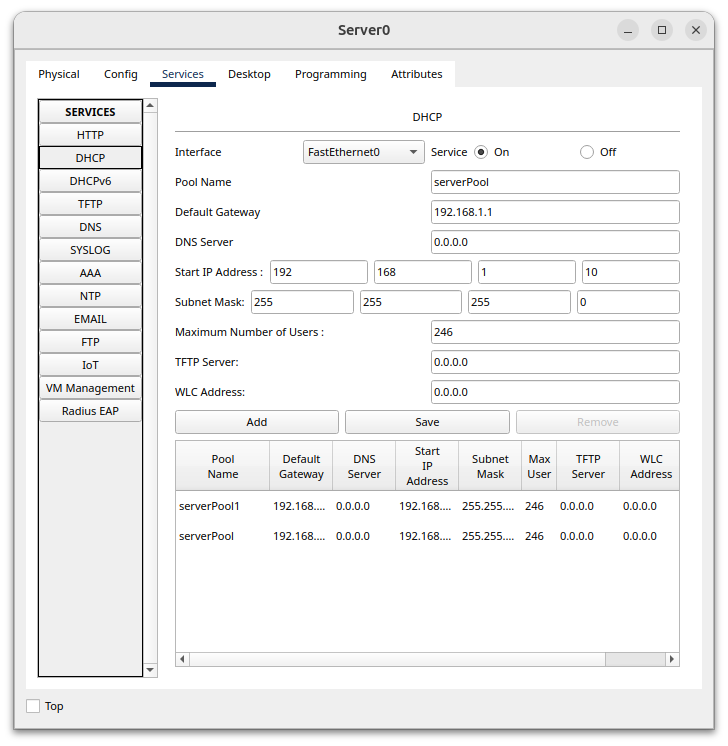 Server0
Physical Config Services Desktop Programming Attributes
SERVICES
HTTP
DHCP
DHCPv6
TFTP
DNS
SYSLOG
AAA
NTP
EMAIL
FTP
IoT
VM Management
Radius EAP
DHCP
Interface FastEthernet0 Service On Off
Pool Name serverPool
Default Gateway 192.168.1.1
DNS Server 0.0.0.0
Start IP Address : 192 168 1 10
Subnet Mask: 255 255 255 0
Maximum Number of Users : 246
TFTP Server: 0.0.0.0
WLC Address: 0.0.0.0
Add Save Remove
Pool Name Default Gateway DNS Server Start IP Address Subnet Mask Max User TFTP Server WLC Address
serverPool1 192.168.... 0.0.0.0 192.168.... 255.255.... 246 0.0.0.0 0.0.0.0
serverPool 192.168.... 0.0.0.0 192.168.... 255.255.... 246 0.0.0.0 0.0.0.0
Top